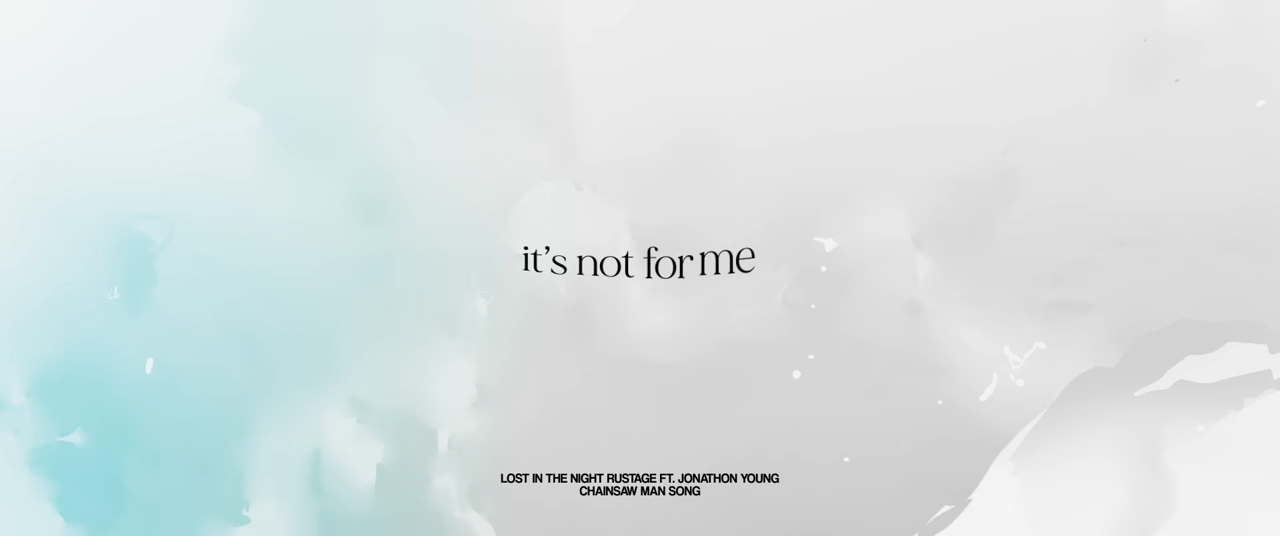 it's not for me
LOST IN THE NIGHT RUSTAGE FT. JONATHON YOUNG
CHAINSAW MAN SONG